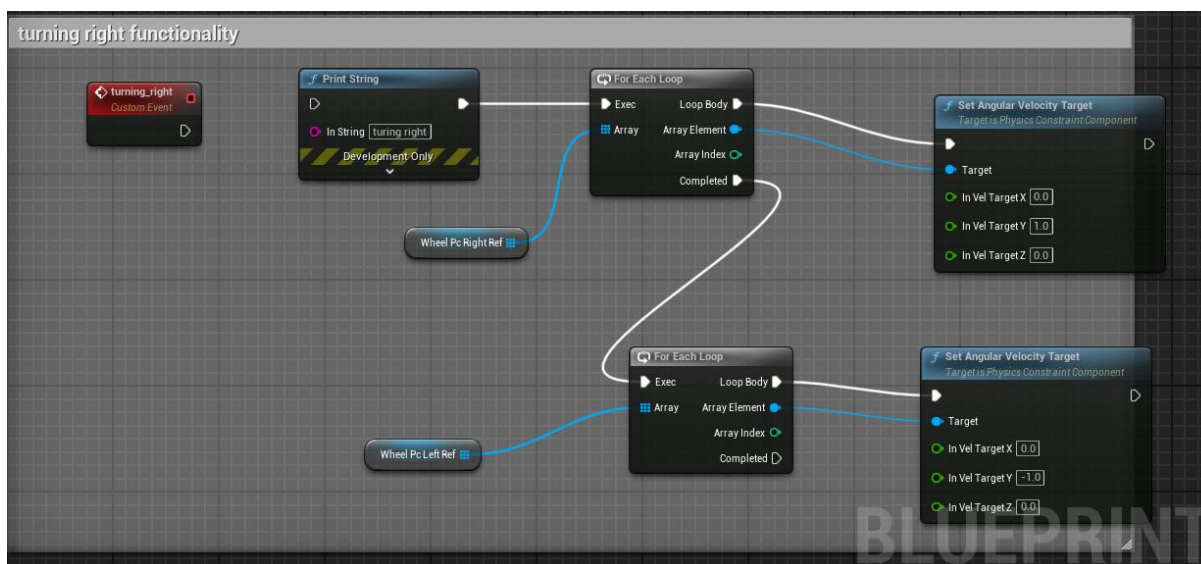 turning right functionality
turning_right
Custom Event
f Print String
In String turing right
Development Only
For Each Loop
Exec Loop Body
Array Array Element
Array Index
Completed
f Set Angular Velocity Target
Target is Physics Constraint Component
Target
In Vel Target X 0.0
In Vel Target Y 1.0
In Vel Target Z 0.0
Wheel Pc Right Ref
For Each Loop
Exec Loop Body
Array Array Element
Array Index
Completed
f Set Angular Velocity Target
Target is Physics Constraint Component
Target
In Vel Target X 0.0
In Vel Target Y -1.0
In Vel Target Z 0.0
Wheel Pc Left Ref
BLUEPRINT